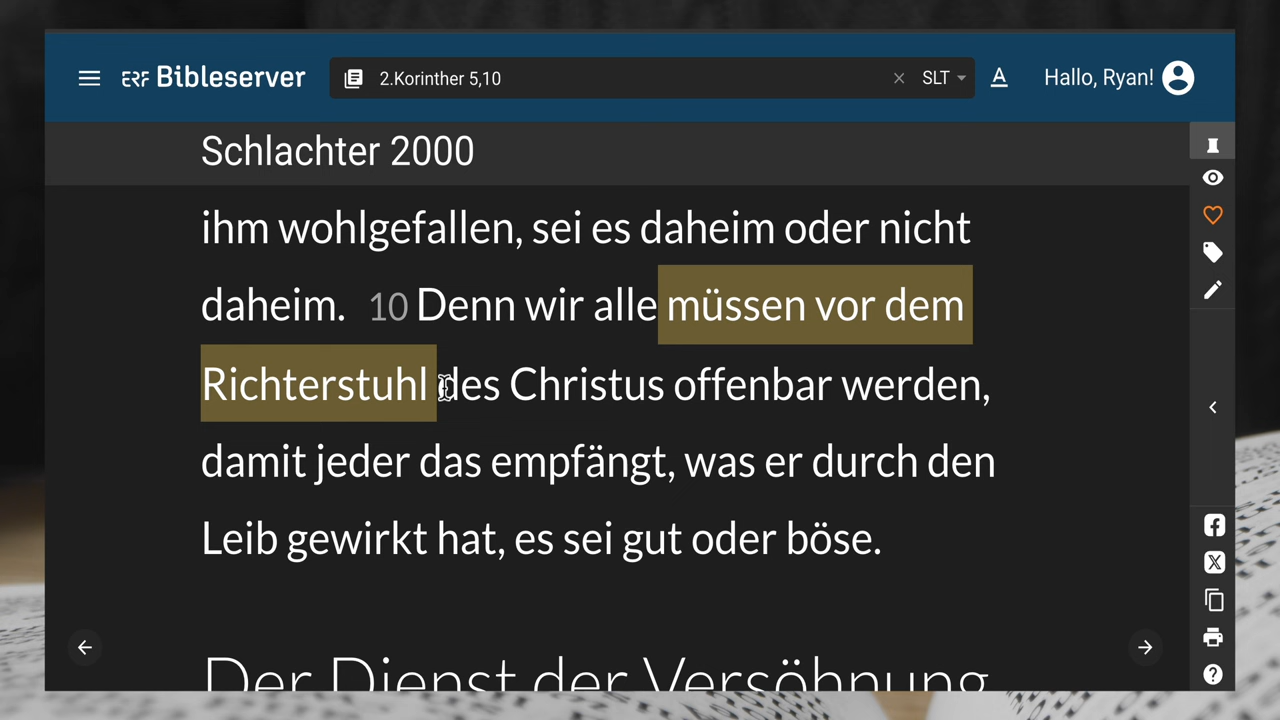 ERF Bibleserver
2.Korinther 5,10
SLT
A
Hallo, Ryan!
Schlachter 2000
ihm wohlgefallen, sei es daheim oder nicht
daheim. 10 Denn wir alle müssen vor dem
Richterstuhl des Christus offenbar werden,
damit jeder das empfängt, was er durch den
Leib gewirkt hat, es sei gut oder böse.
Der Dienst der Versöhnung